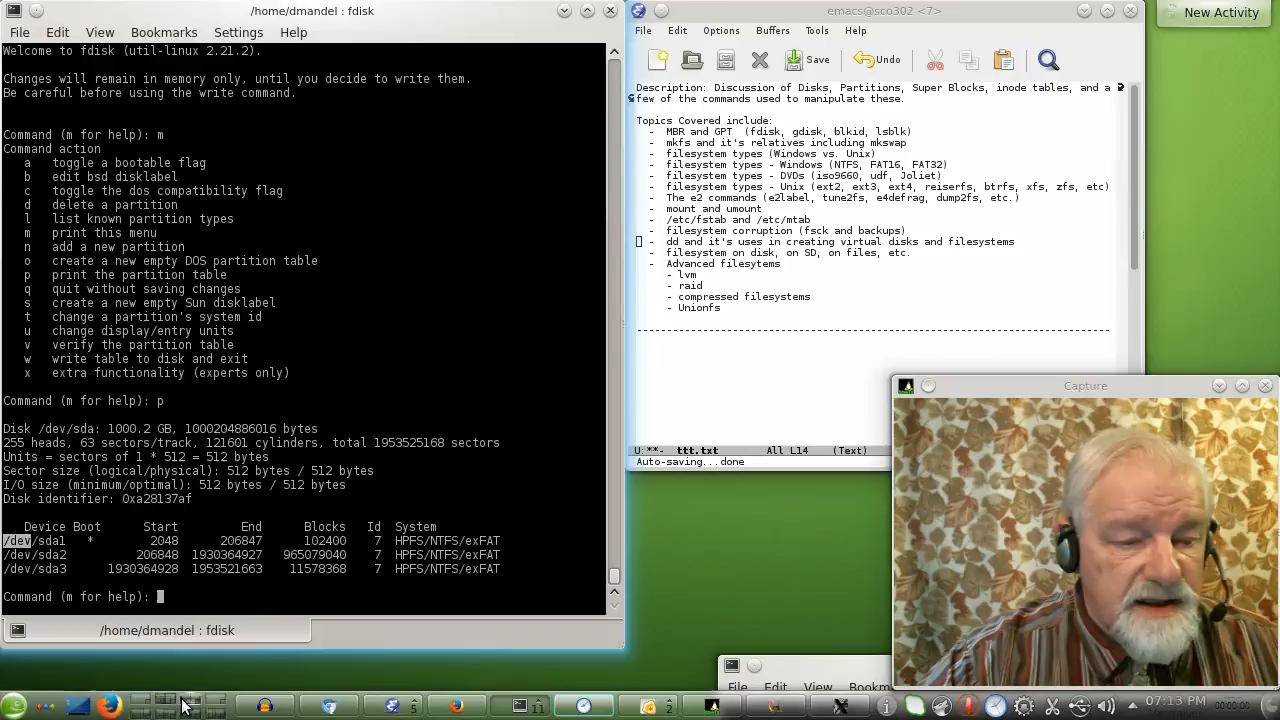 /home/dmandel : fdisk
File Edit View Bookmarks Settings Help
Welcome to fdisk (util-linux 2.21.2).
Changes will remain in memory only, until you decide to write them.
Be careful before using the write command.
Command (m for help): m
Command action
a toggle a bootable flag
b edit bsd disklabel
c toggle the dos compatibility flag
d delete a partition
l list known partition types
m print this menu
n add a new partition
o create a new empty DOS partition table
p print the partition table
q quit without saving changes
s create a new empty Sun disklabel
t change a partition's system id
u change display/entry units
v verify the partition table
w write table to disk and exit
x extra functionality (experts only)
Command (m for help): p
Disk /dev/sda: 1000.2 GB, 1000204886016 bytes
255 heads, 63 sectors/track, 121601 cylinders, total 1953525168 sectors
Units = sectors of 1 * 512 = 512 bytes
Sector size (logical/physical): 512 bytes / 512 bytes
I/O size (minimum/optimal): 512 bytes / 512 bytes
Disk identifier: 0xa28137af
Device Boot Start End Blocks Id System
/dev/sda1 * 2048 206847 102400 7 HPFS/NTFS/exFAT
/dev/sda2 206848 1930364927 965079040 7 HPFS/NTFS/exFAT
/dev/sda3 1930364928 1953521663 11578368 7 HPFS/NTFS/exFAT
Command (m for help):
/home/dmandel : fdisk
emacs@sco302 <7>
File Edit Options Buffers Tools Help
Save Undo
Description: Discussion of Disks, Partitions, Super Blocks, inode tables, and a
few of the commands used to manipulate these.
Topics Covered include:
- MBR and GPT (fdisk, gdisk, blkid, lsblk)
- mkfs and it's relatives including mkswap
- filesystem types (Windows vs. Unix)
- filesystem types - Windows (NTFS, FAT16, FAT32)
- filesystem types - DVDs (iso9660, udf, Joliet)
- filesystem types - Unix (ext2, ext3, ext4, reiserfs, btrfs, xfs, zfs, etc)
- The e2 commands (e2label, tune2fs, e4defrag, dump2fs, etc.)
- mount and umount
- /etc/fstab and /etc/mtab
- filesystem corruption (fsck and backups)
- dd and it's uses in creating virtual disks and filesystems
- filesystem on disk, on SD, on files, etc.
- Advanced filesytems
- lvm
- raid
- compressed filesystems
- Unionfs
--------------------------------------------------------------------------------
U:**- ttt.txt All L14 (Text)
Auto-saving...done
New Activity
Capture
File Edit View Bookm
5 11 2
07:13 PM